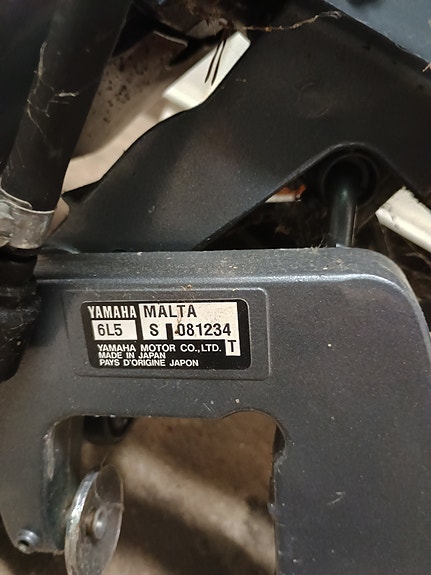 YAMAHA MALTA
6L5 S 081234
T
YAMAHA MOTOR CO.,LTD.
MADE IN JAPAN
PAYS D'ORIGINE JAPON